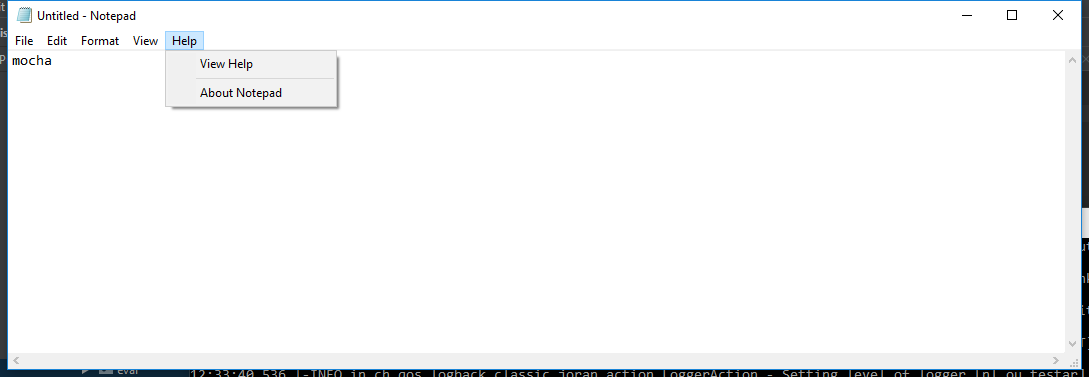 Untitled - Notepad
File Edit Format View Help
mocha
View Help
About Notepad
eval
12:33:40,536 |-INFO in ch.qos.logback.classic.joran.action.LoggerAction - Setting level of logger [nl.ou.testar